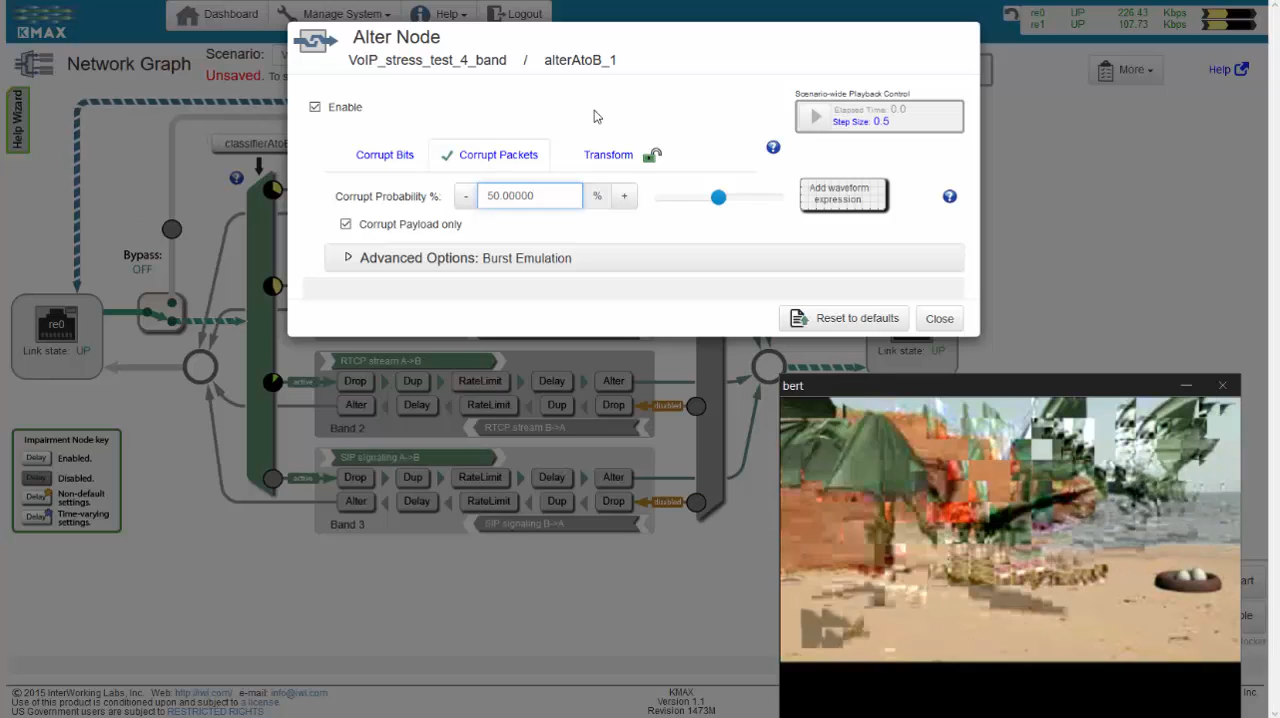 KMAX
Dashboard
Manage System
Help
Logout
re0 UP 226.43 Kbps
re1 UP 107.73 Kbps
Network Graph
Scenario: V
Unsaved. To s
More
Help
Help Wizard
Alter Node
VoIP_stress_test_4_band / alterAtoB_1
Enable
Scenario-wide Playback Control
Elapsed Time: 0.0
Step Size: 0.5
Corrupt Bits
Corrupt Packets
Transform
Corrupt Probability %: - 50.00000 % +
Add waveform
expression
Corrupt Payload only
Advanced Options: Burst Emulation
Reset to defaults
Close
classifierAtoB
Bypass:
OFF
re0
Link state: UP
Link state: UP
RTCP stream A->B
active Drop Dup RateLimit Delay Alter
Alter Delay RateLimit Dup Drop disabled
Band 2 RTCP stream B->A
SIP signaling A->B
active Drop Dup RateLimit Delay Alter
Alter Delay RateLimit Dup Drop disabled
Band 3 SIP signaling B->A
Impairment Node key
Delay Enabled.
Delay Disabled.
Delay Non-default
settings.
Delay Time-varying
settings.
bert
art
ble
© 2015 InterWorking Labs, Inc. Web: http://iwl.com/ e-mail: info@iwl.com
Use of this product is conditioned upon and subject to a license.
US Government users are subject to RESTRICTED RIGHTS
KMAX
Version 1.1
Revision 1473M
Inc.